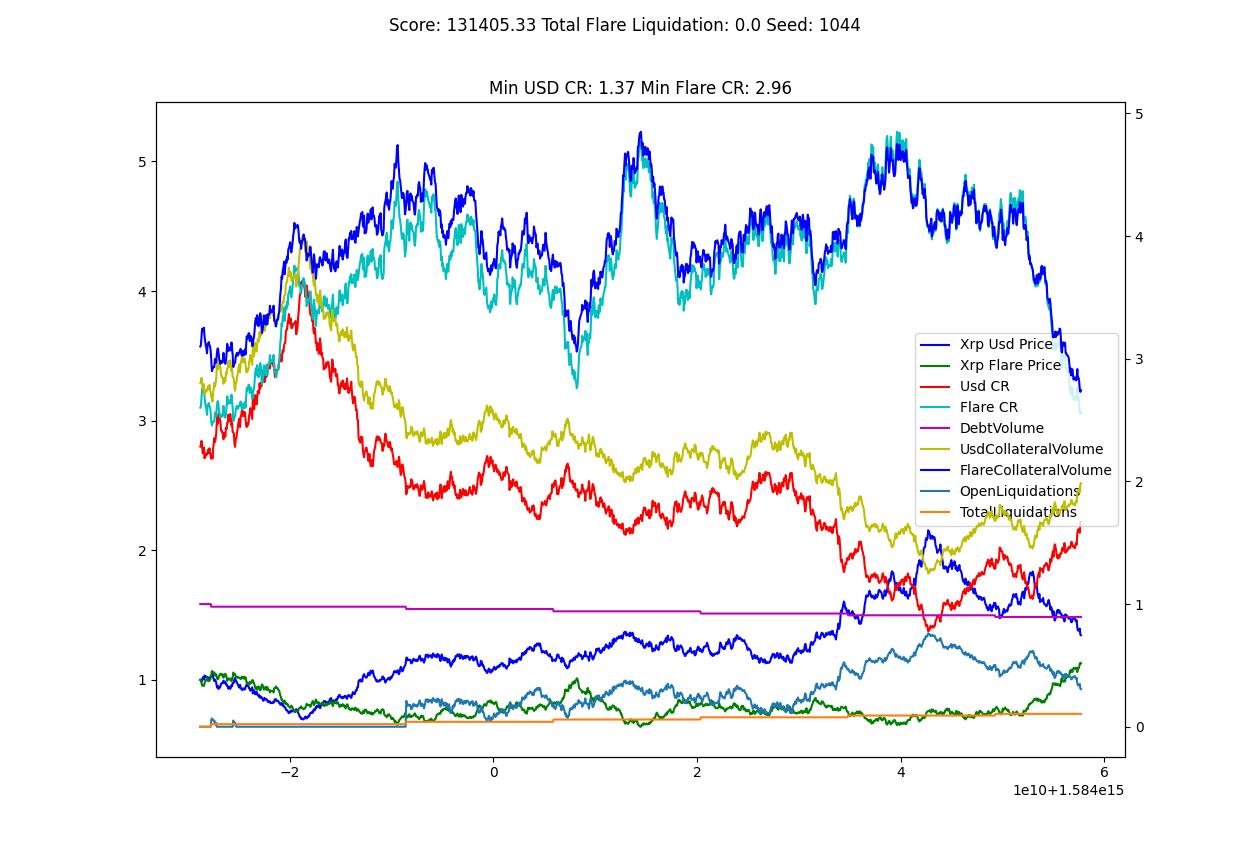 Score: 131405.33 Total Flare Liquidation: 0.0 Seed: 1044
Min USD CR: 1.37 Min Flare CR: 2.96
5
4
3
2
1
5
4
3
2
1
0
Xrp Usd Price
Xrp Flare Price
Usd CR
Flare CR
DebtVolume
UsdCollateralVolume
FlareCollateralVolume
OpenLiquidations
TotalLiquidations
−2 0 2 4 6
1e10+1.584e15